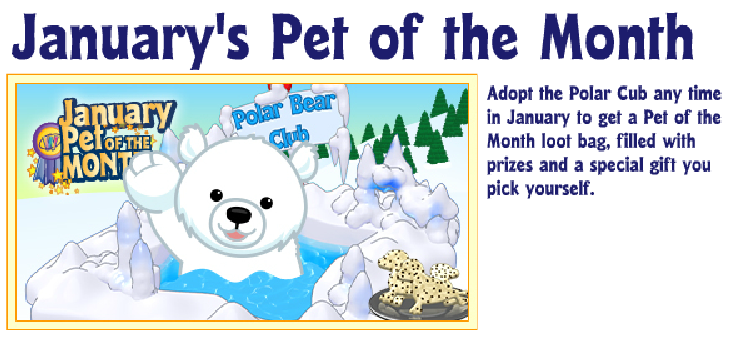 January's Pet of the Month
January
Pet OF THE
MONTH
Polar Bear
Club
Adopt the Polar Cub any time
in January to get a Pet of the
Month loot bag, filled with
prizes and a special gift you
pick yourself.